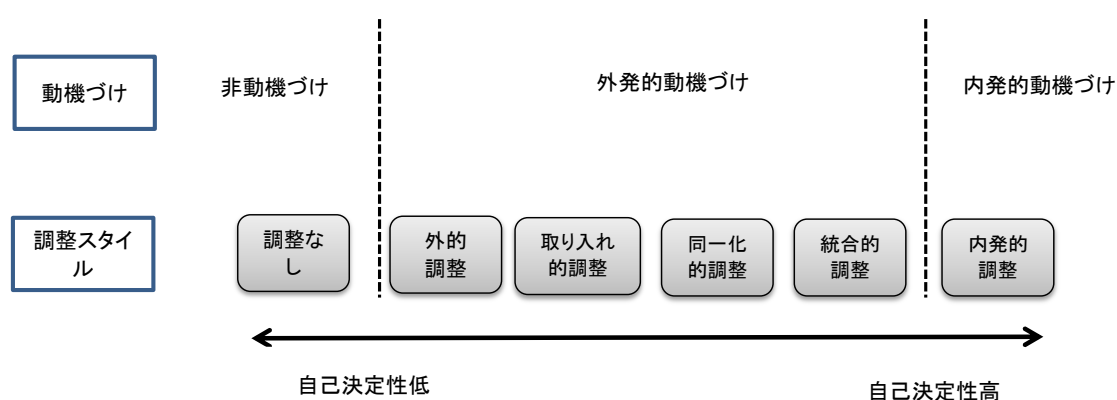 動機づけ
非動機づけ
外発的動機づけ
内発的動機づけ
調整スタイ
ル
調整な
し
外的
調整
取り入れ
的調整
同一化
的調整
統合的
調整
内発的
調整
自己決定性低
自己決定性高